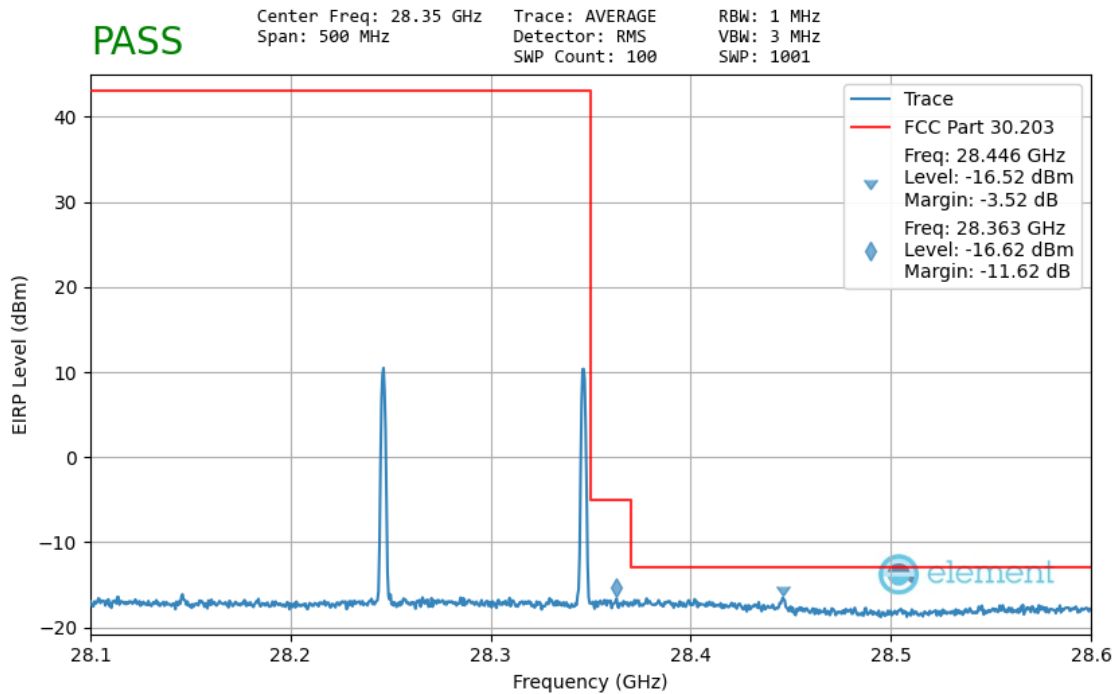 PASS
Center Freq: 28.35 GHz Trace: AVERAGE RBW: 1 MHz
Span: 500 MHz Detector: RMS VBW: 3 MHz
SWP Count: 100 SWP: 1001
Trace
FCC Part 30.203
Freq: 28.446 GHz
Level: -16.52 dBm
Margin: -3.52 dB
Freq: 28.363 GHz
Level: -16.62 dBm
Margin: -11.62 dB
EIRP Level (dBm)
40
30
20
10
0
−10
−20
element
28.1 28.2 28.3 28.4 28.5 28.6
Frequency (GHz)